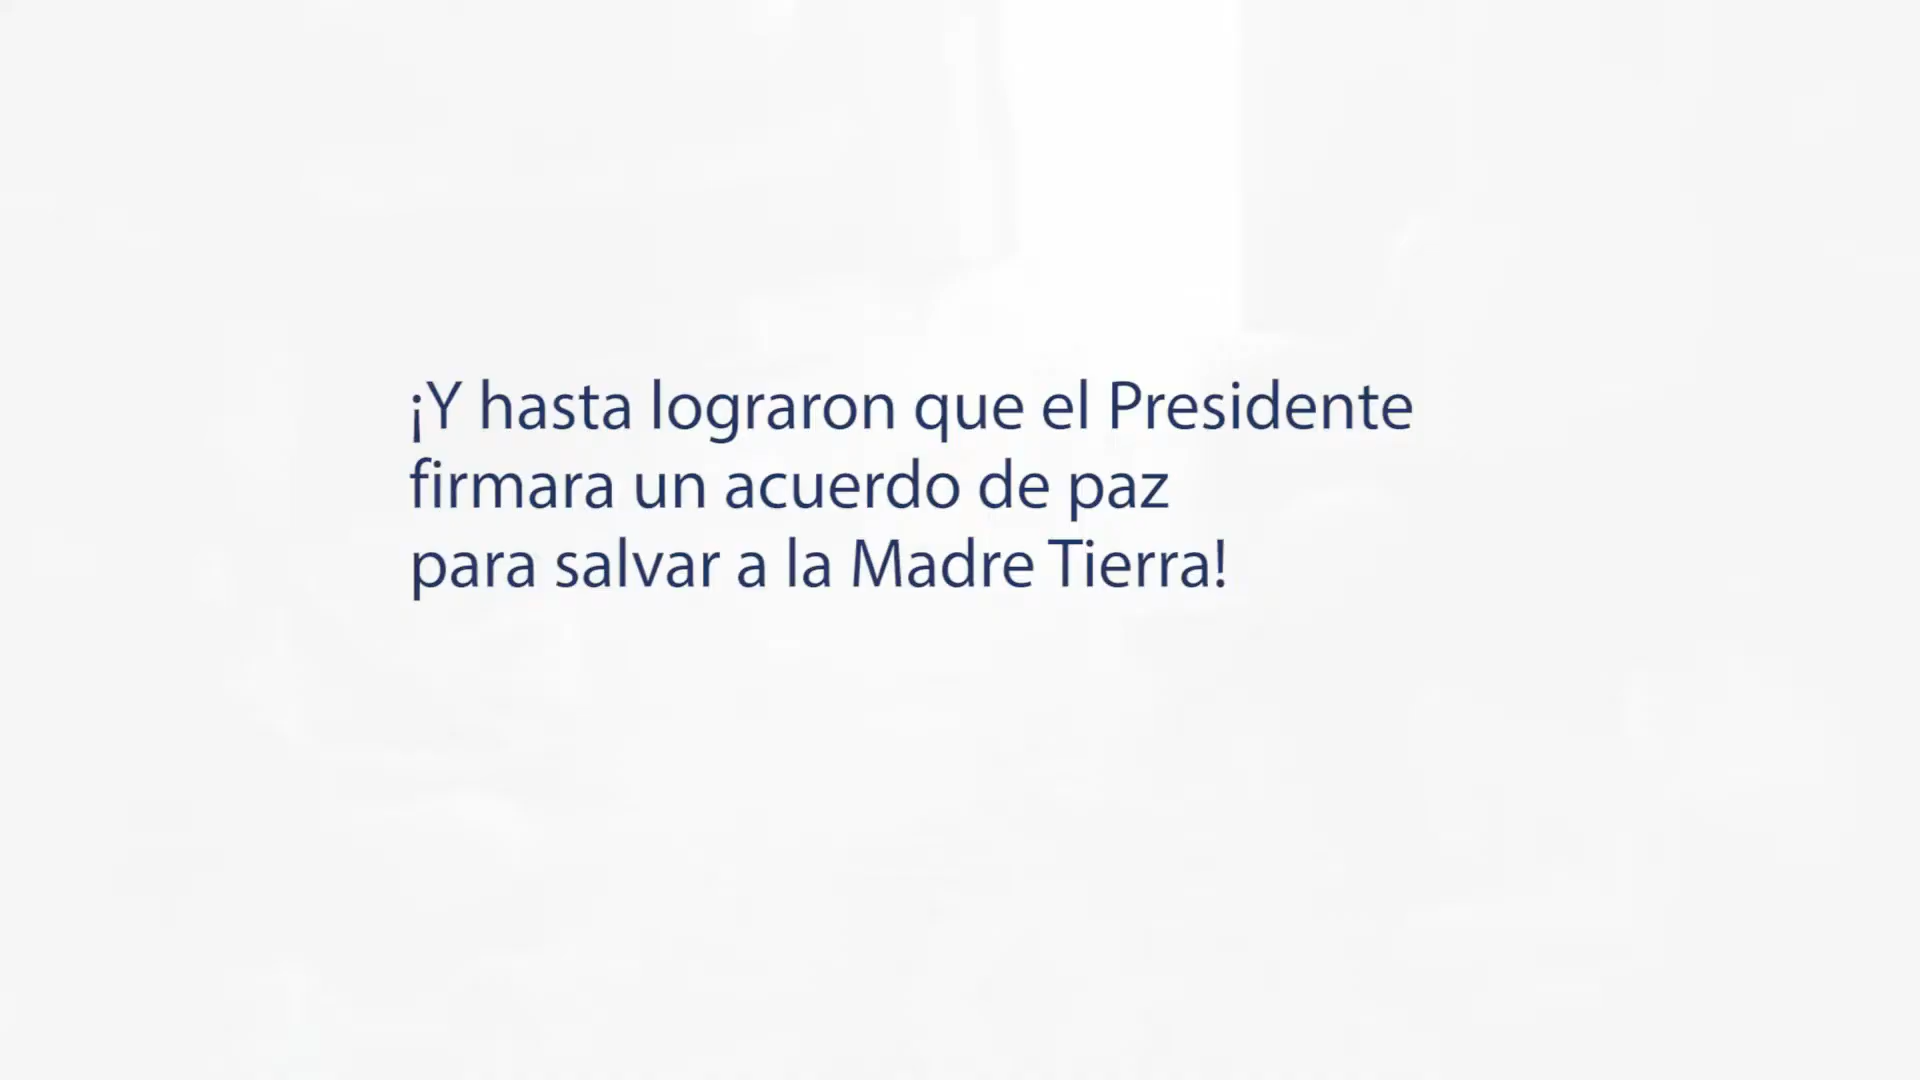 ¡Y hasta lograron que el Presidente
firmara un acuerdo de paz
para salvar a la Madre Tierra!